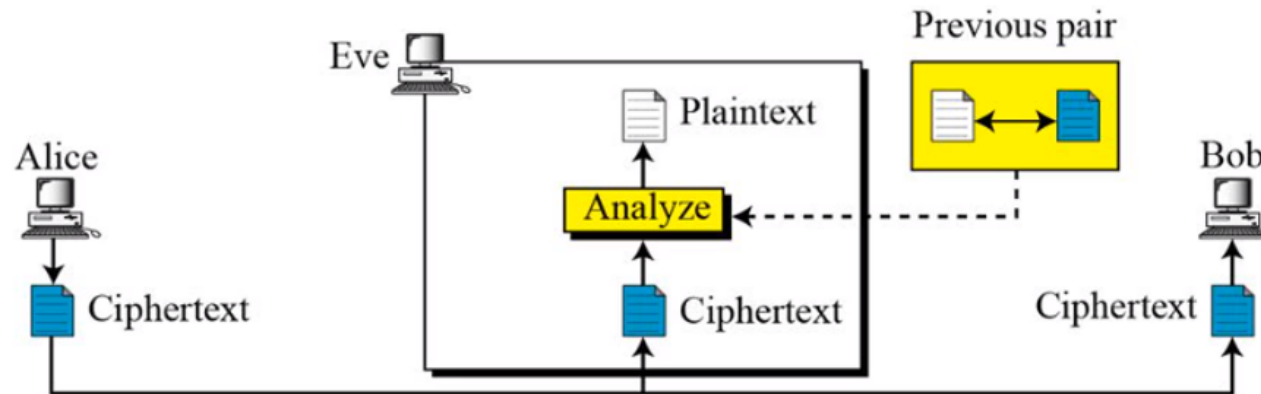 Previous pair
Eve
Plaintext
Alice
Bob
Analyze
Ciphertext
Ciphertext
Ciphertext